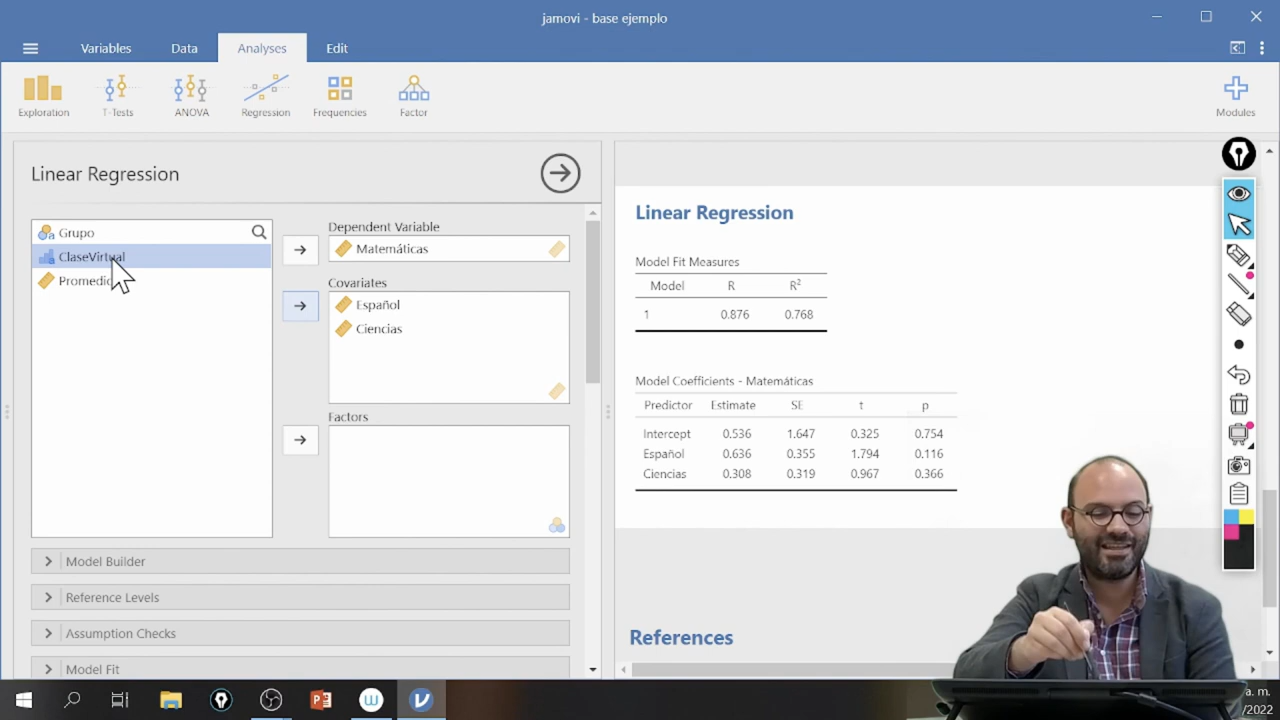 jamovi - base ejemplo
Variables Data Analyses Edit
Exploration T-Tests ANOVA Regression Frequencies Factor Modules
Linear Regression
Grupo
ClaseVirtual
Promedio
Dependent Variable
Matemáticas
Covariates
Español
Ciencias
Factors
Model Builder
Reference Levels
Assumption Checks
Model Fit
Linear Regression
Model Fit Measures
Model R R²
1 0.876 0.768
Model Coefficients - Matemáticas
Predictor Estimate SE t p
Intercept 0.536 1.647 0.325 0.754
Español 0.636 0.355 1.794 0.116
Ciencias 0.308 0.319 0.967 0.366
References
a. m.
/2022